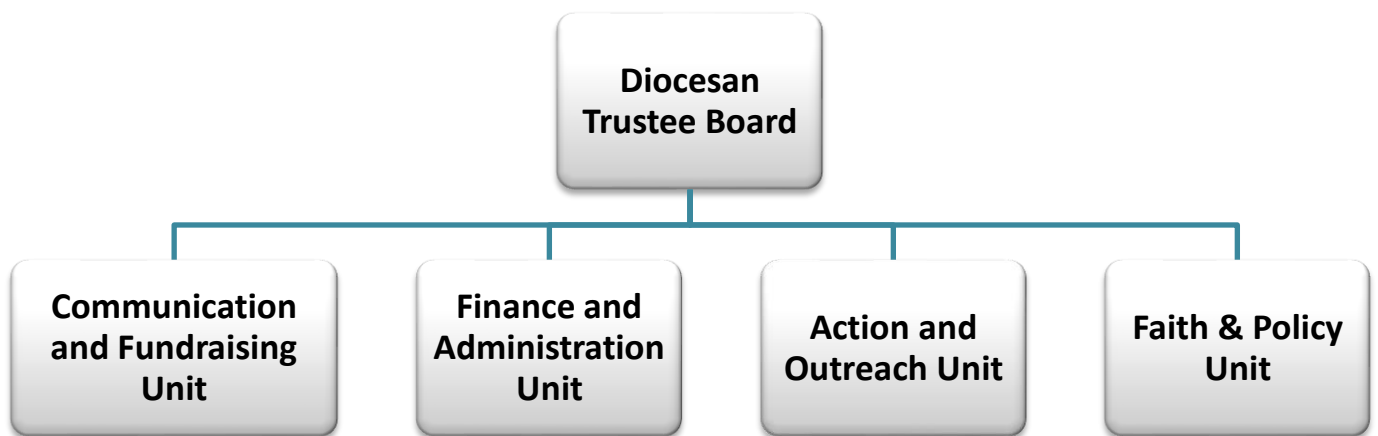 Diocesan
Trustee Board
Communication
and Fundraising
Unit
Finance and
Administration
Unit
Action and
Outreach Unit
Faith & Policy
Unit